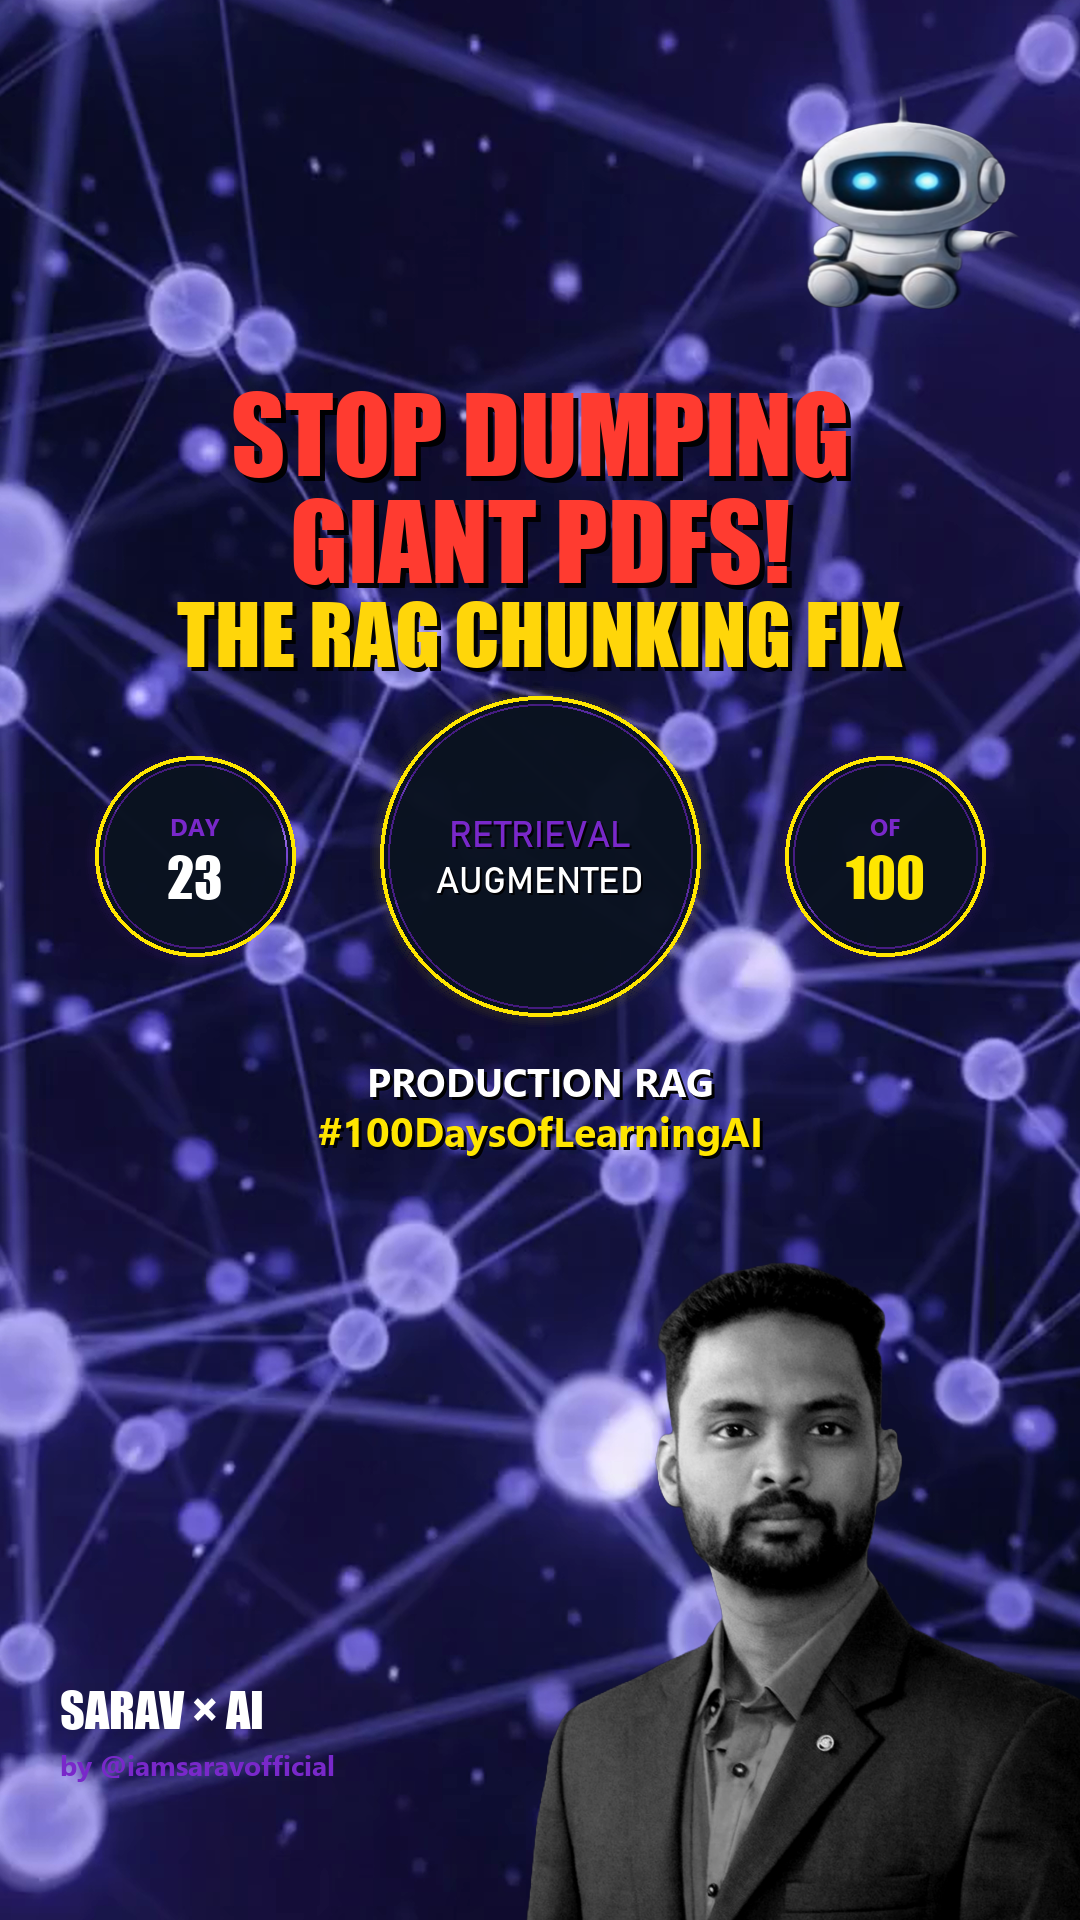 STOP DUMPING
GIANT PDFS!
THE RAG CHUNKING FIX
DAY
23
RETRIEVAL
AUGMENTED
OF
100
PRODUCTION RAG
#100DaysOfLearningAI
SARAV × AI
by @iamsaravofficial